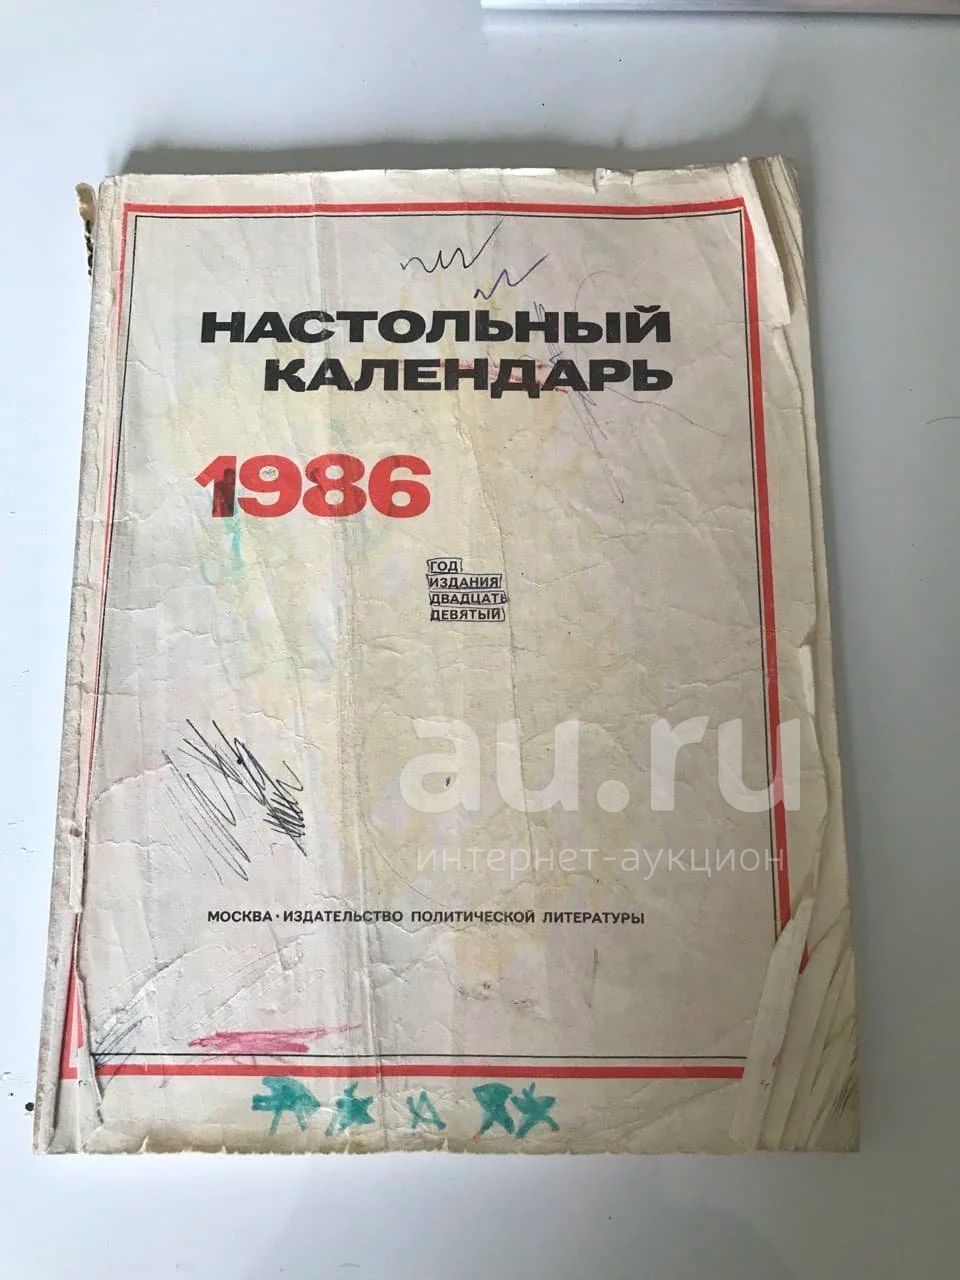 НАСТОЛЬНЫЙ
КАЛЕНДАРЬ
1986
ГОД
ИЗДАНИЯ
ДВАДЦАТЬ
ДЕВЯТЫЙ
au.ru
интернет-аукцион
МОСКВА · ИЗДАТЕЛЬСТВО ПОЛИТИЧЕСКОЙ ЛИТЕРАТУРЫ